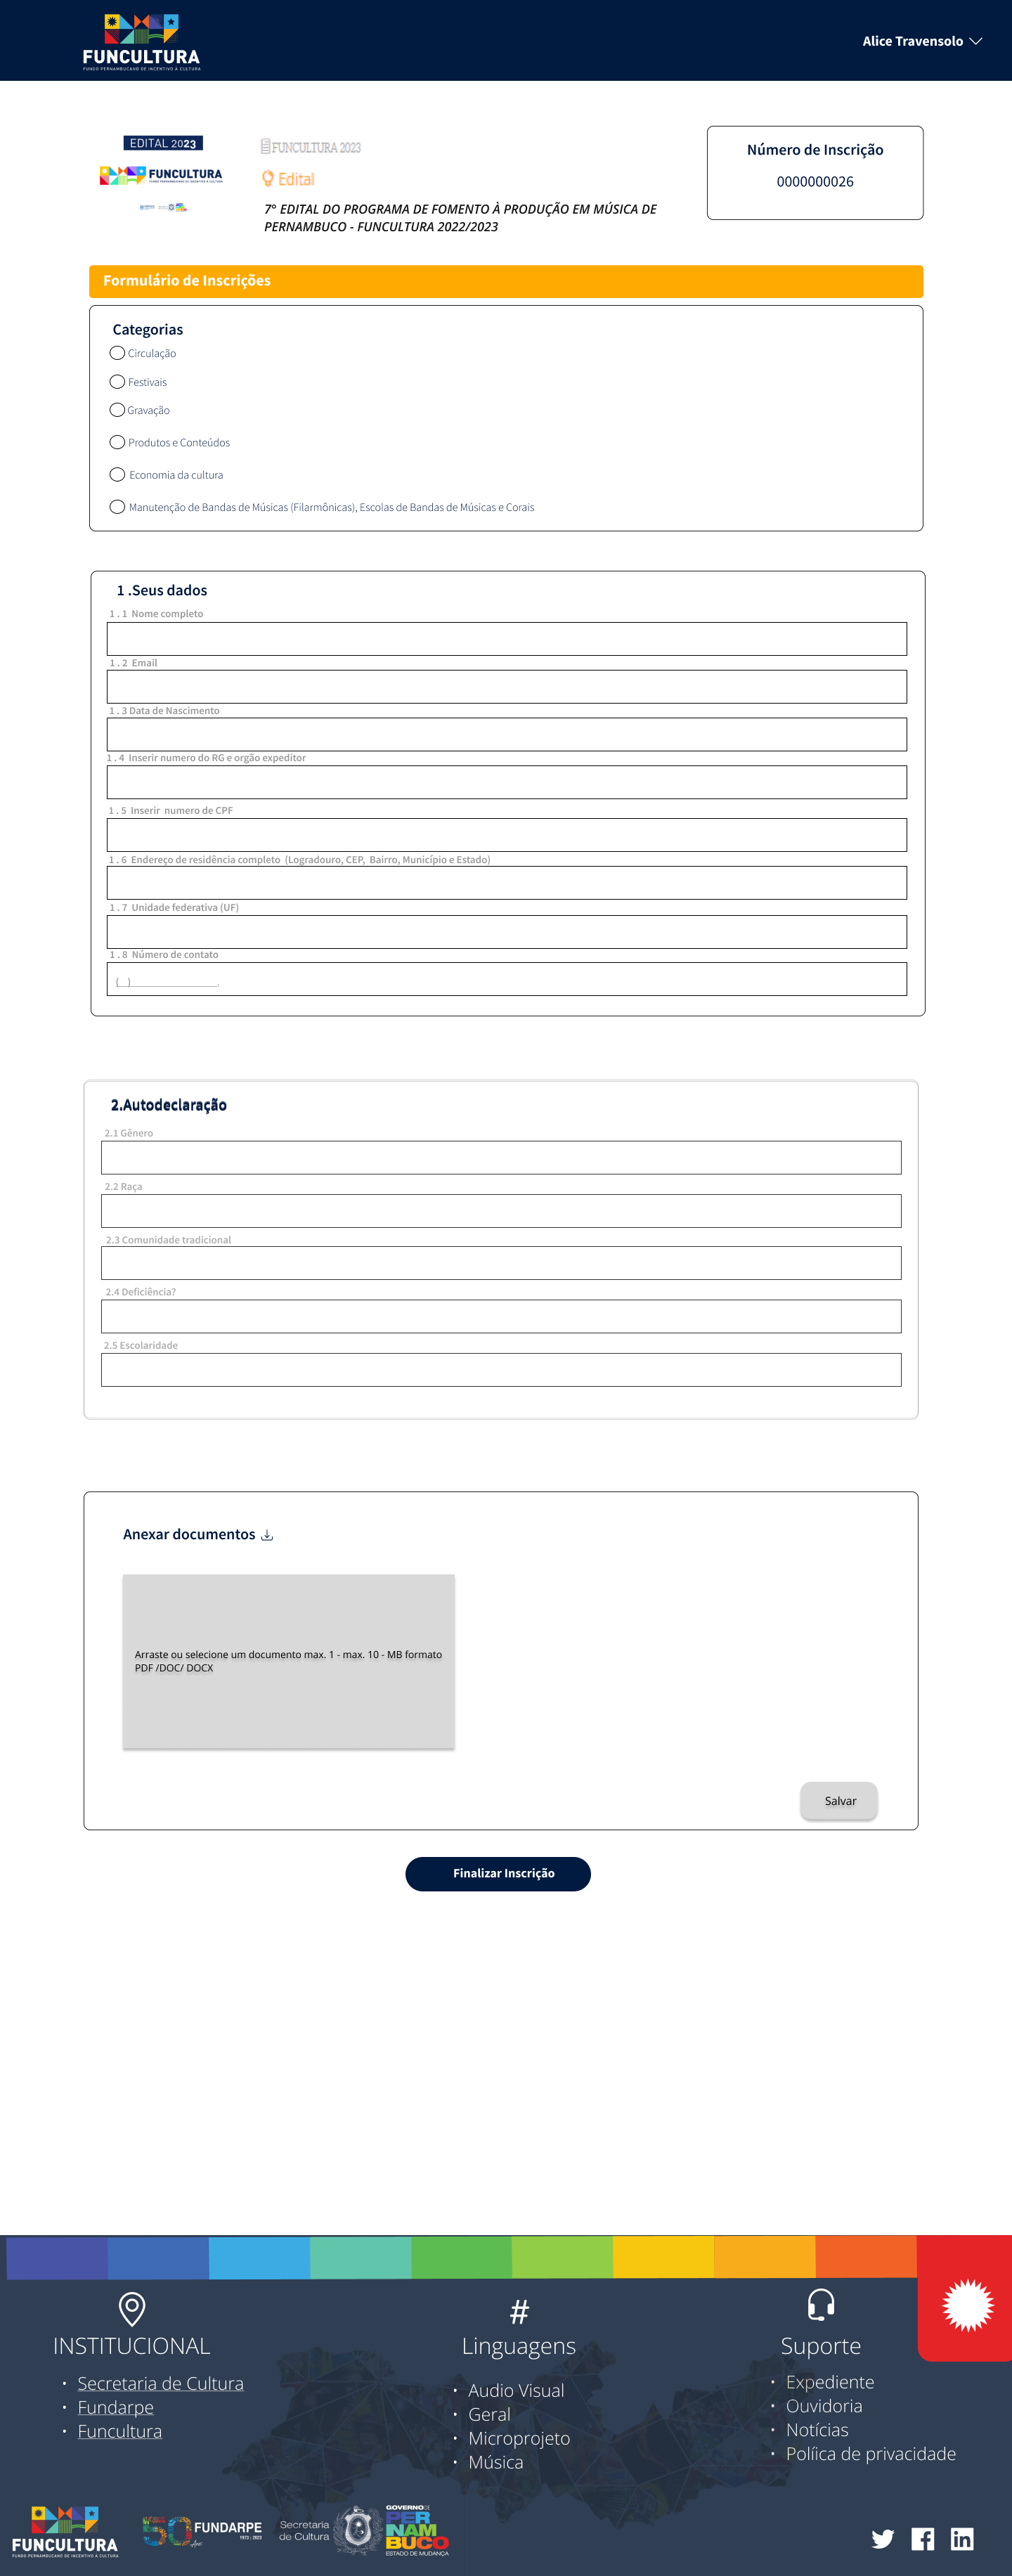 FUNCULTURA
FUNDO PERNAMBUCANO DE INCENTIVO À CULTURA
Alice Travensolo
EDITAL 2023
FUNCULTURA
FUNCULTURA 2023
Edital
7º EDITAL DO PROGRAMA DE FOMENTO À PRODUÇÃO EM MÚSICA DE
PERNAMBUCO - FUNCULTURA 2022/2023
Número de Inscrição
0000000026
Formulário de Inscrições
Categorias
Circulação
Festivais
Gravação
Produtos e Conteúdos
Economia da cultura
Manutenção de Bandas de Músicas (Filarmônicas), Escolas de Bandas de Músicas e Corais
1 .Seus dados
1 . 1 Nome completo
1 . 2 Email
1 . 3 Data de Nascimento
1 . 4 Inserir numero do RG e orgão expeditor
1 . 5 Inserir numero de CPF
1 . 6 Endereço de residência completo (Logradouro, CEP, Bairro, Município e Estado)
1 . 7 Unidade federativa (UF)
1 . 8 Número de contato
(__)__________________.
2.Autodeclaração
2.1 Gênero
2.2 Raça
2.3 Comunidade tradicional
2.4 Deficiência?
2.5 Escolaridade
Anexar documentos
Arraste ou selecione um documento max. 1 - max. 10 - MB formato
PDF /DOC/ DOCX
Salvar
Finalizar Inscrição
INSTITUCIONAL
• Secretaria de Cultura
• Fundarpe
• Funcultura
#
Linguagens
• Audio Visual
• Geral
• Microprojeto
• Música
Suporte
• Expediente
• Ouvidoria
• Notícias
• Políica de privacidade
FUNCULTURA
FUNDO PERNAMBUCANO DE INCENTIVO À CULTURA
50 anos
FUNDARPE
1973 | 2023
Secretaria
de Cultura
GOVERNO DE
PER
NAM
BUCO
ESTADO DE MUDANÇA